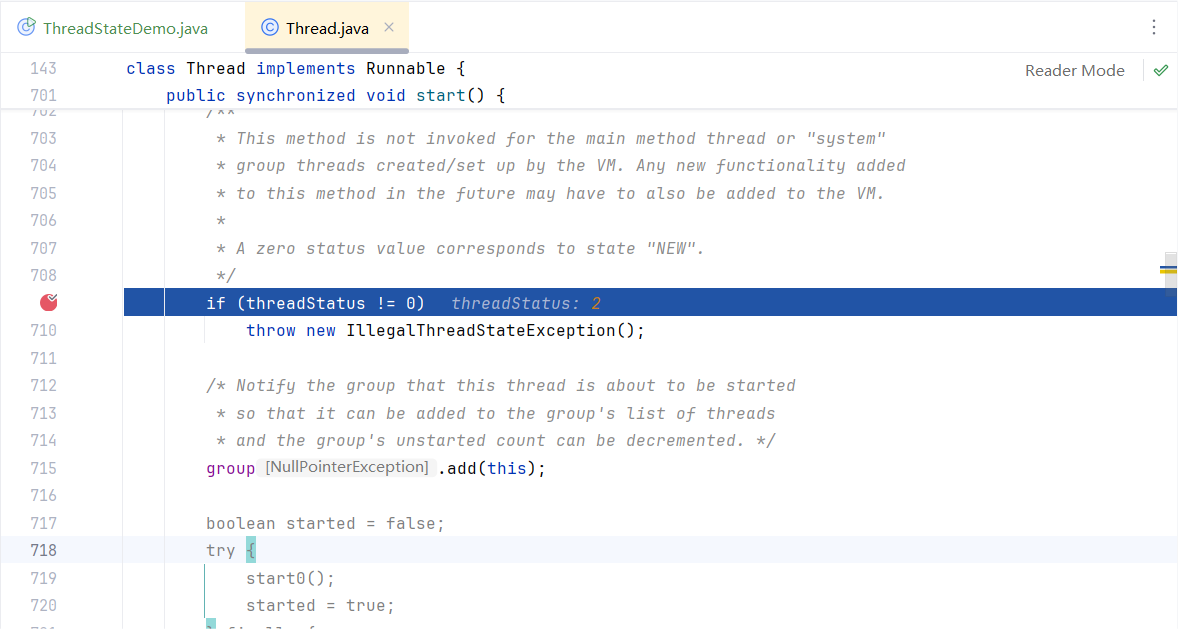 ThreadStateDemo.java Thread.java
143 class Thread implements Runnable { Reader Mode
701 public synchronized void start() {
702 /**
703 * This method is not invoked for the main method thread or "system"
704 * group threads created/set up by the VM. Any new functionality added
705 * to this method in the future may have to also be added to the VM.
706 *
707 * A zero status value corresponds to state "NEW".
708 */
if (threadStatus != 0) threadStatus: 2
710 throw new IllegalThreadStateException();
711
712 /* Notify the group that this thread is about to be started
713 * so that it can be added to the group's list of threads
714 * and the group's unstarted count can be decremented. */
715 group [NullPointerException] .add(this);
716
717 boolean started = false;
718 try {
719 start0();
720 started = true;